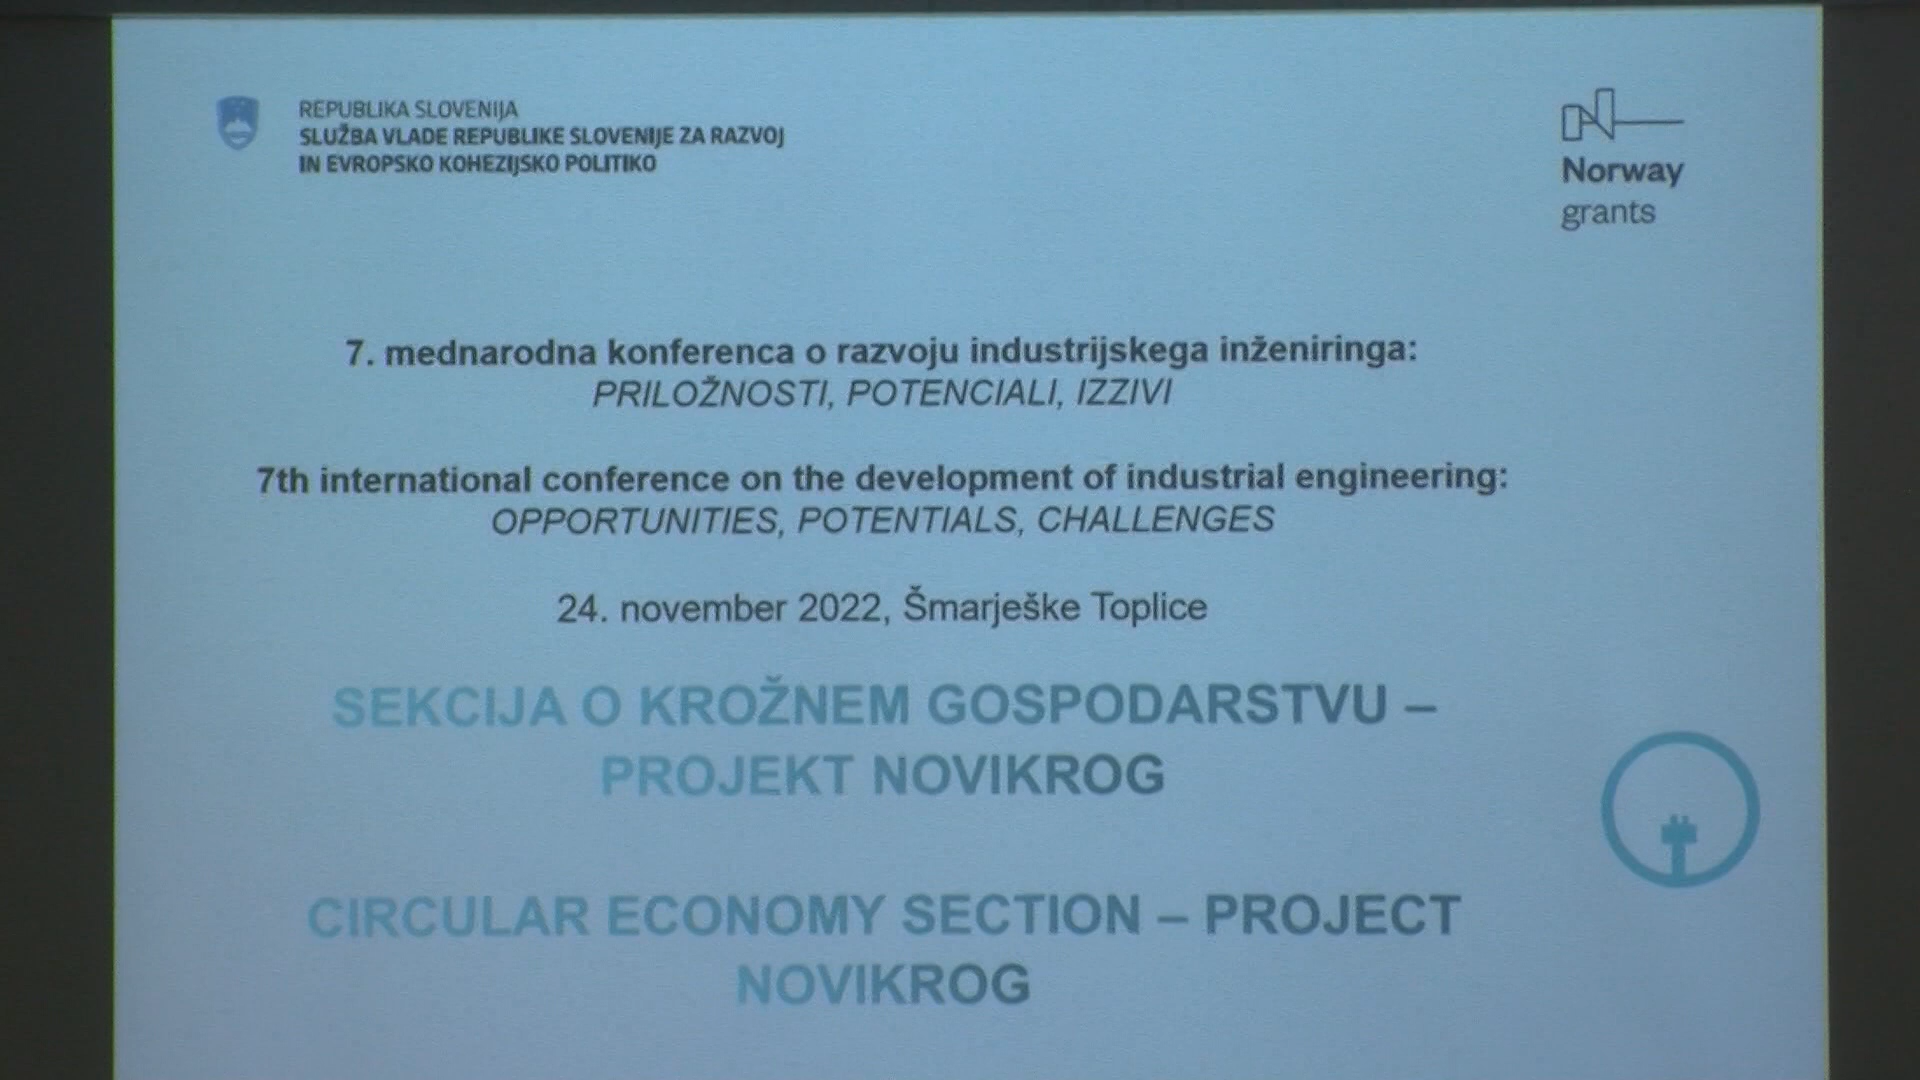 REPUBLIKA SLOVENIJA
SLUŽBA VLADE REPUBLIKE SLOVENIJE ZA RAZVOJ
IN EVROPSKO KOHEZIJSKO POLITIKO
Norway
grants
7. mednarodna konferenca o razvoju industrijskega inženiringa:
PRILOŽNOSTI, POTENCIALI, IZZIVI
7th international conference on the development of industrial engineering:
OPPORTUNITIES, POTENTIALS, CHALLENGES
24. november 2022, Šmarješke Toplice
SEKCIJA O KROŽNEM GOSPODARSTVU –
PROJEKT NOVIKROG
CIRCULAR ECONOMY SECTION – PROJECT
NOVIKROG